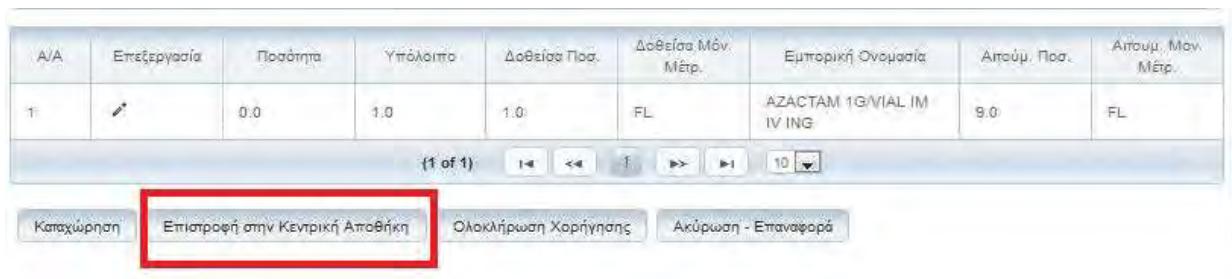 Α/Α Επεξεργασία Ποσότητα Υπόλοιπο Δοθείσα Ποσ. Δοθείσα Μόν. Μέτρ. Εμπορική Ονομασία Αιτούμ. Ποσ. Αιτουμ. Μον. Μέτρ.
1 0.0 1.0 1.0 FL AZACTAM 1G/VIAL IM IV ING 9.0 FL
(1 of 1) 1 10
Καταχώρηση Επιστροφή στην Κεντρική Αποθήκη Ολοκλήρωση Χορήγησης Ακύρωση - Επαναφορά